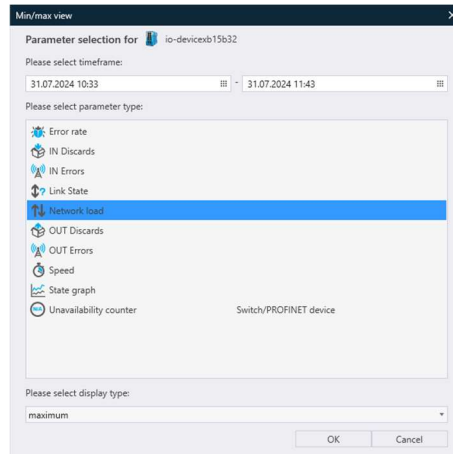 Min/max view
Parameter selection for io-devicexb15b32
Please select timeframe:
31.07.2024 10:33 - 31.07.2024 11:43
Please select parameter type:
Error rate
IN Discards
IN Errors
Link State
Network load
OUT Discards
OUT Errors
Speed
State graph
Unavailability counter Switch/PROFINET device
Please select display type:
maximum
OK Cancel